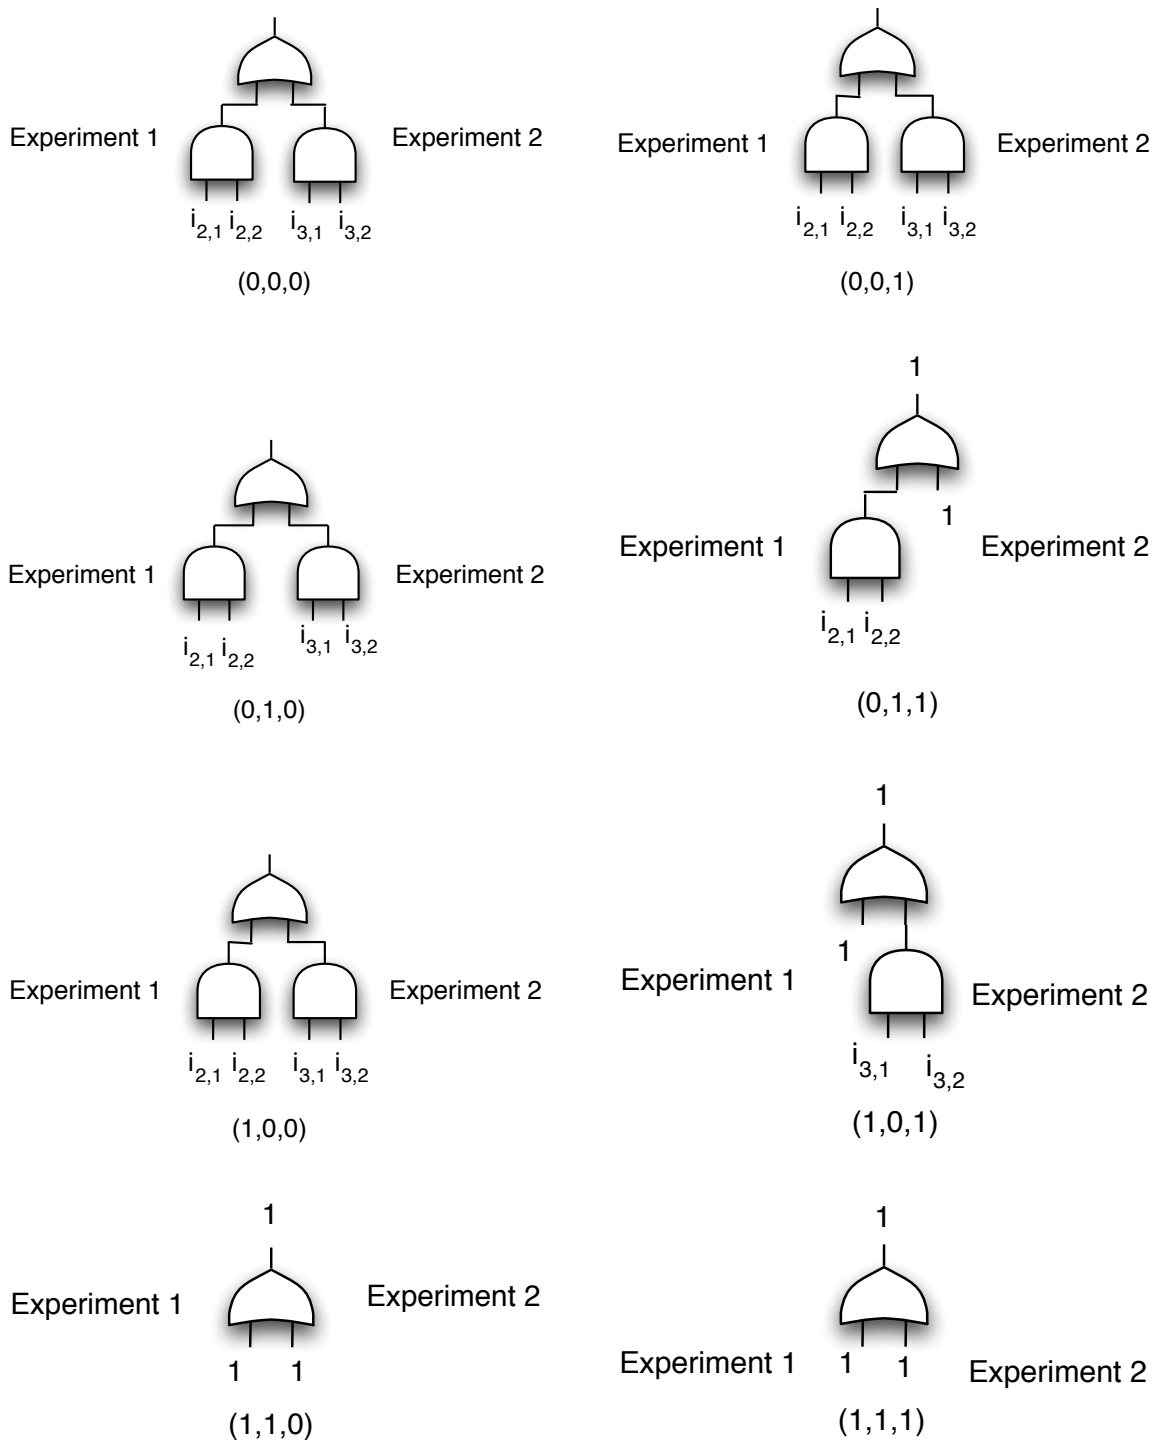 Experiment 1 Experiment 2
i2,1 i2,2 i3,1 i3,2
(0,0,0)
Experiment 1 Experiment 2
i2,1 i2,2 i3,1 i3,2
(0,0,1)
Experiment 1 Experiment 2
i2,1 i2,2 i3,1 i3,2
(0,1,0)
1
1
Experiment 1 Experiment 2
i2,1 i2,2
(0,1,1)
Experiment 1 Experiment 2
i2,1 i2,2 i3,1 i3,2
(1,0,0)
1
1
Experiment 1 Experiment 2
i3,1 i3,2
(1,0,1)
1
Experiment 1 Experiment 2
1 1
(1,1,0)
1
Experiment 1 1 1 Experiment 2
(1,1,1)